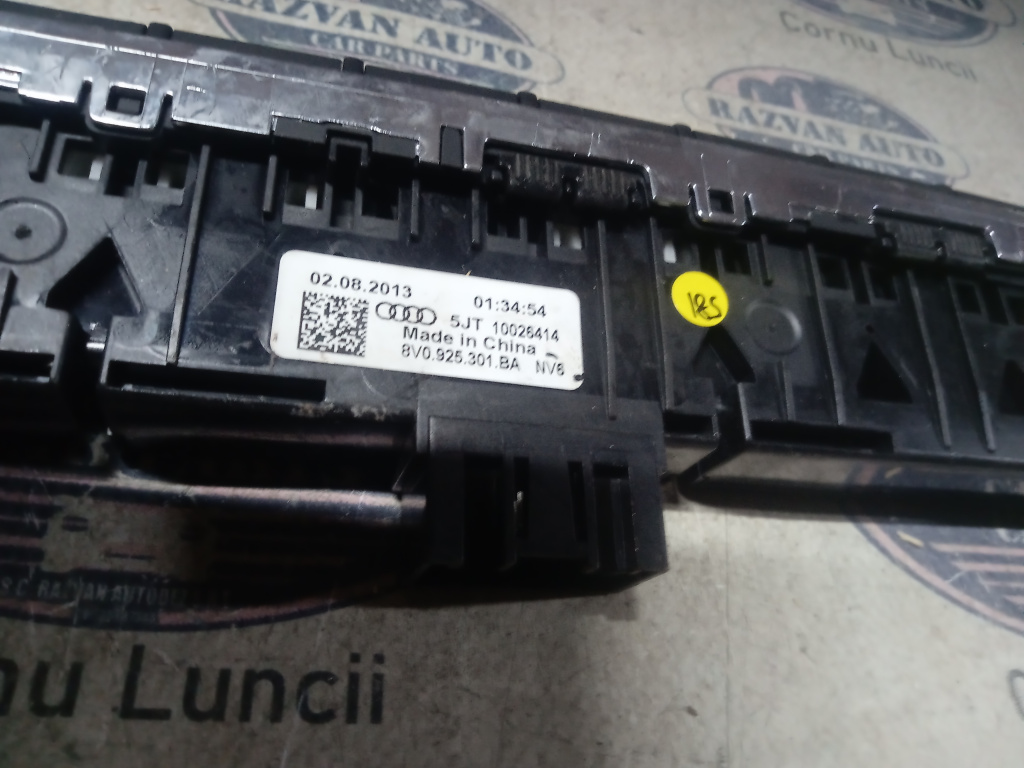 RAZVAN AUTO
CAR PARTS
Cornu Luncii
RAZVAN AUTO
02.08.2013 01:34:54
5JT 10026414
Made in China
8V0.925.301.BA NV6
185
Luncii